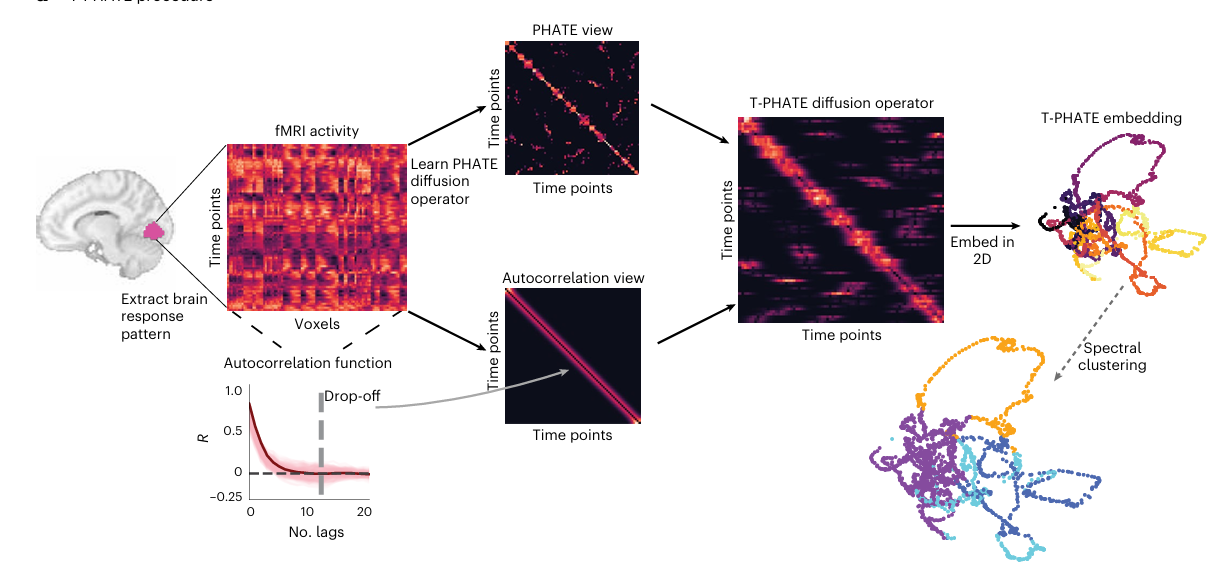 PHATE view
Time points
Time points
T-PHATE diffusion operator
Time points
Time points
T-PHATE embedding
fMRI activity
Time points
Voxels
Learn PHATE
diffusion
operator
Extract brain
response
pattern
Embed in
2D
Autocorrelation view
Time points
Time points
Autocorrelation function
Drop-off
R
1.0
0.5
0
–0.25
0
10
20
No. lags
Spectral
clustering